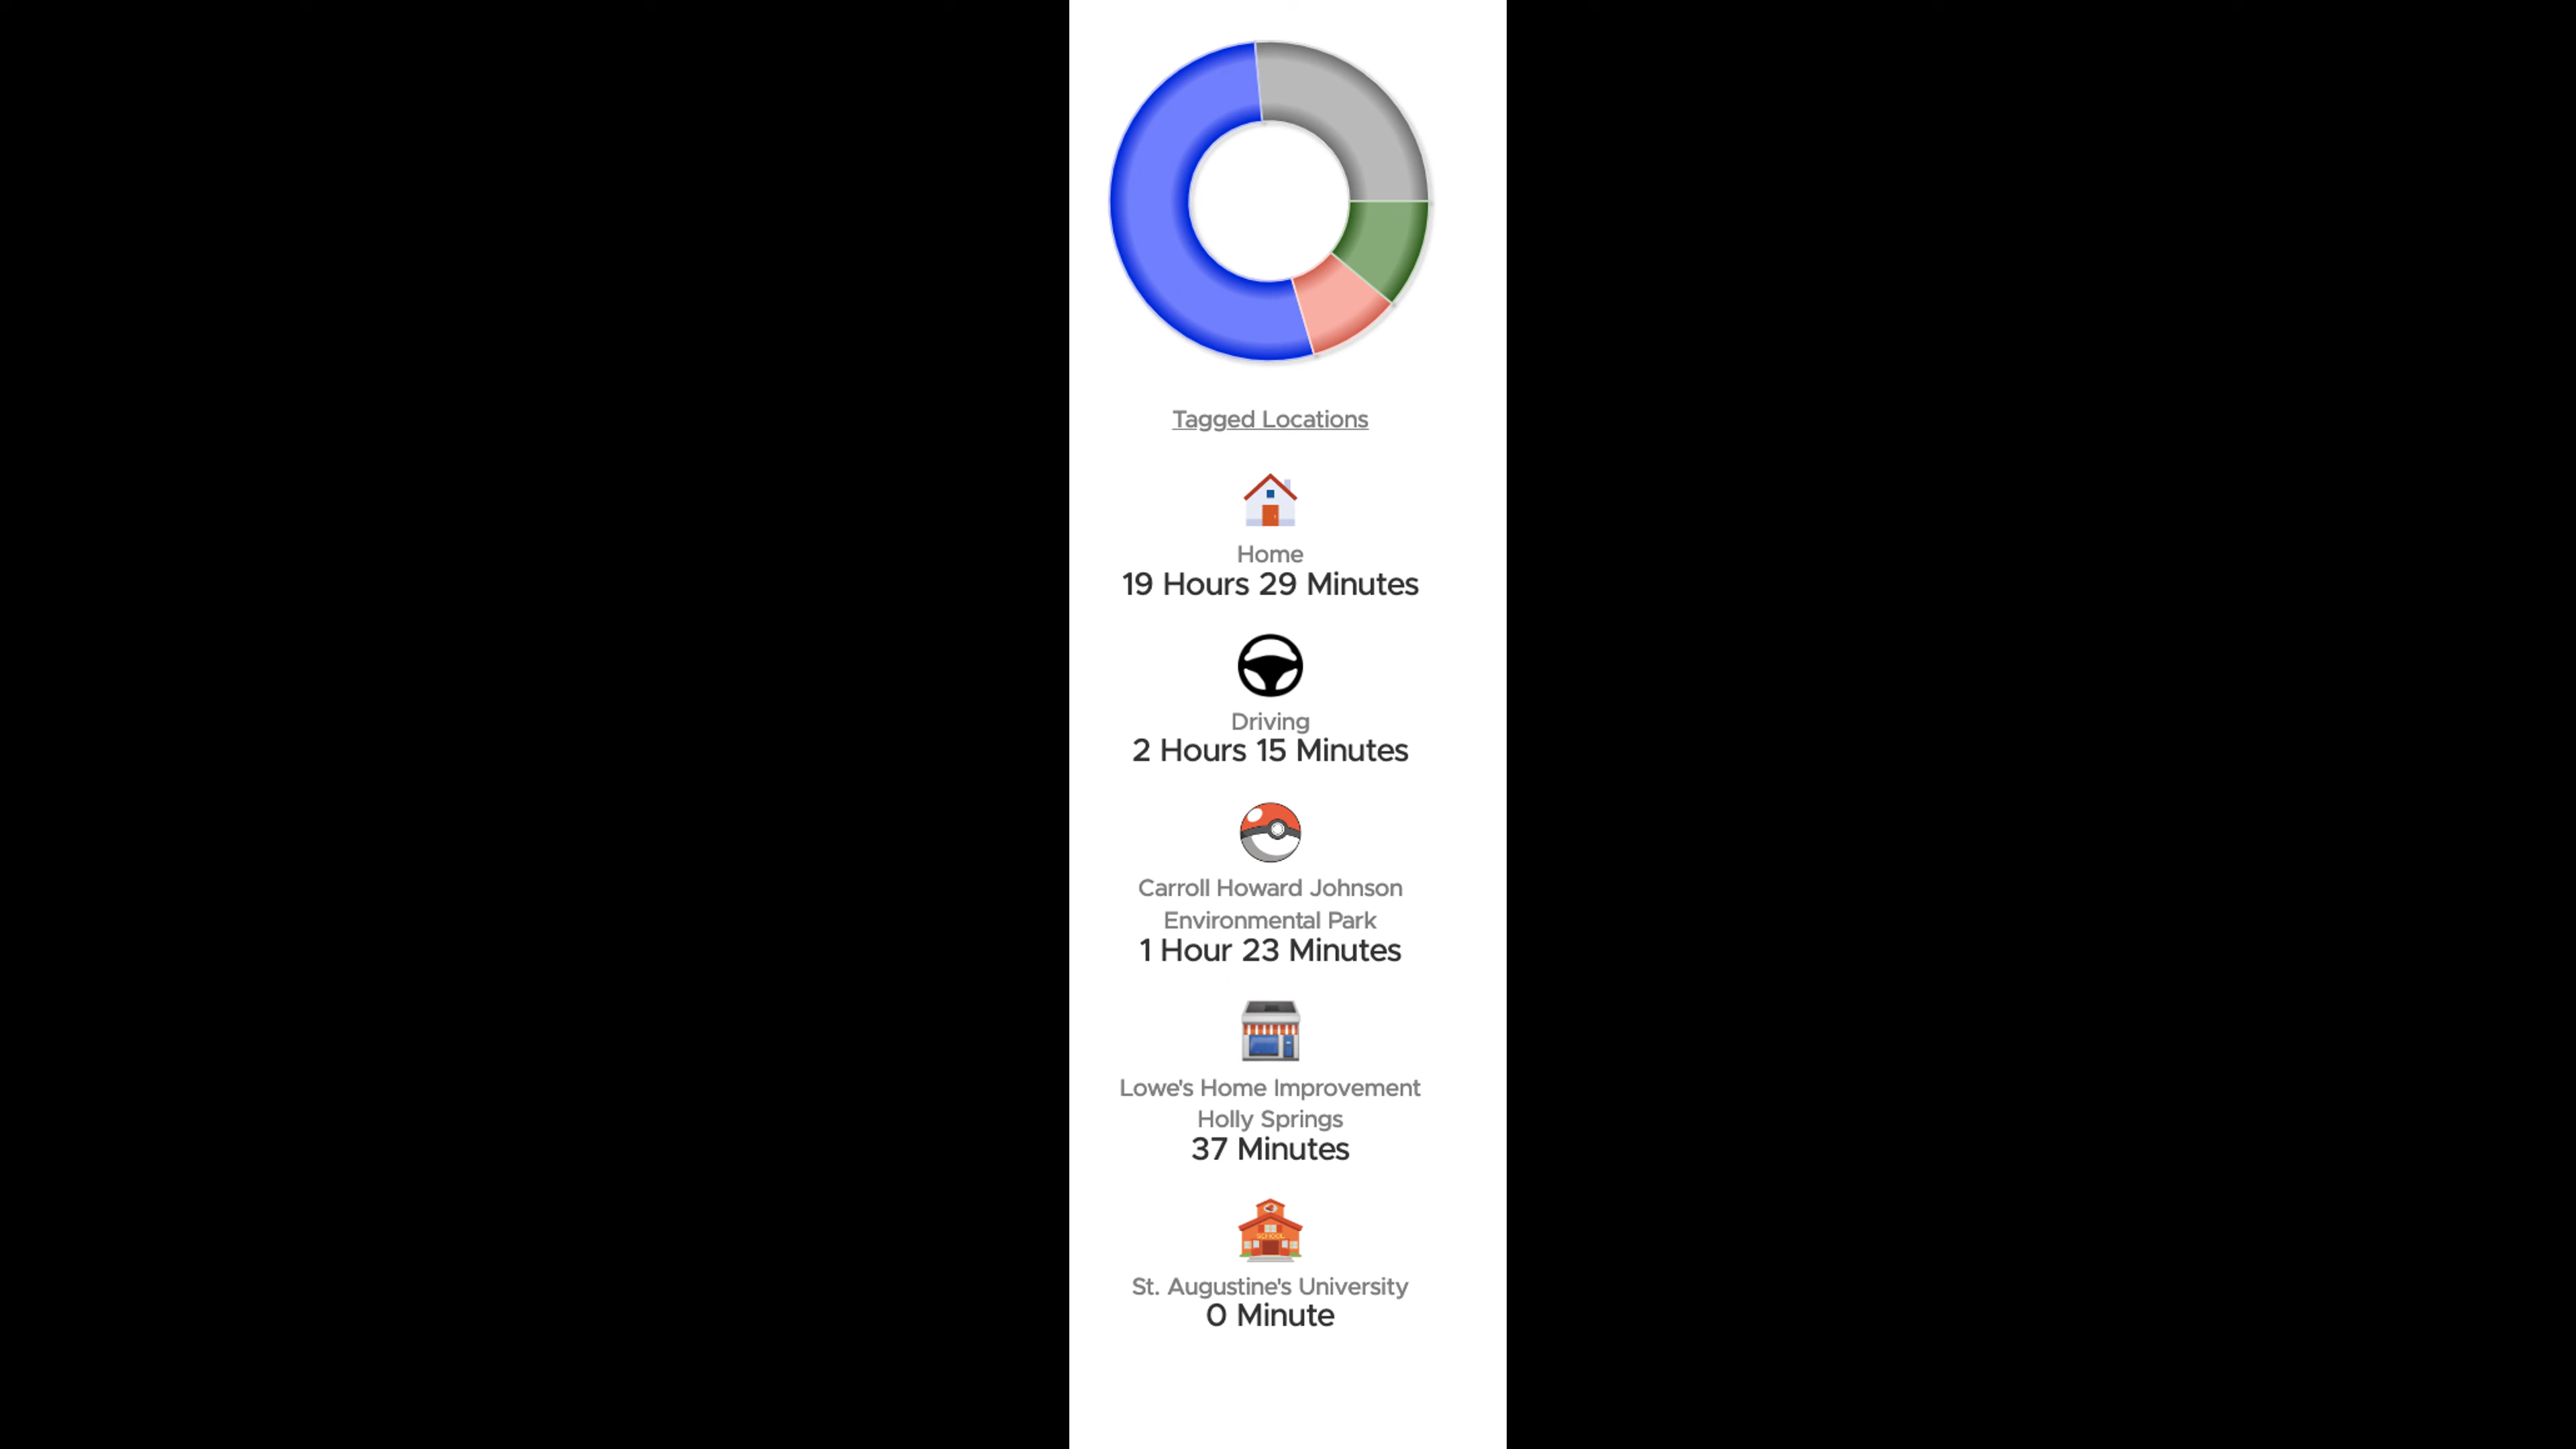 Tagged Locations
Home
19 Hours 29 Minutes
Driving
2 Hours 15 Minutes
Carroll Howard Johnson
Environmental Park
1 Hour 23 Minutes
Lowe's Home Improvement
Holly Springs
37 Minutes
SCHOOL
St. Augustine's University
0 Minute